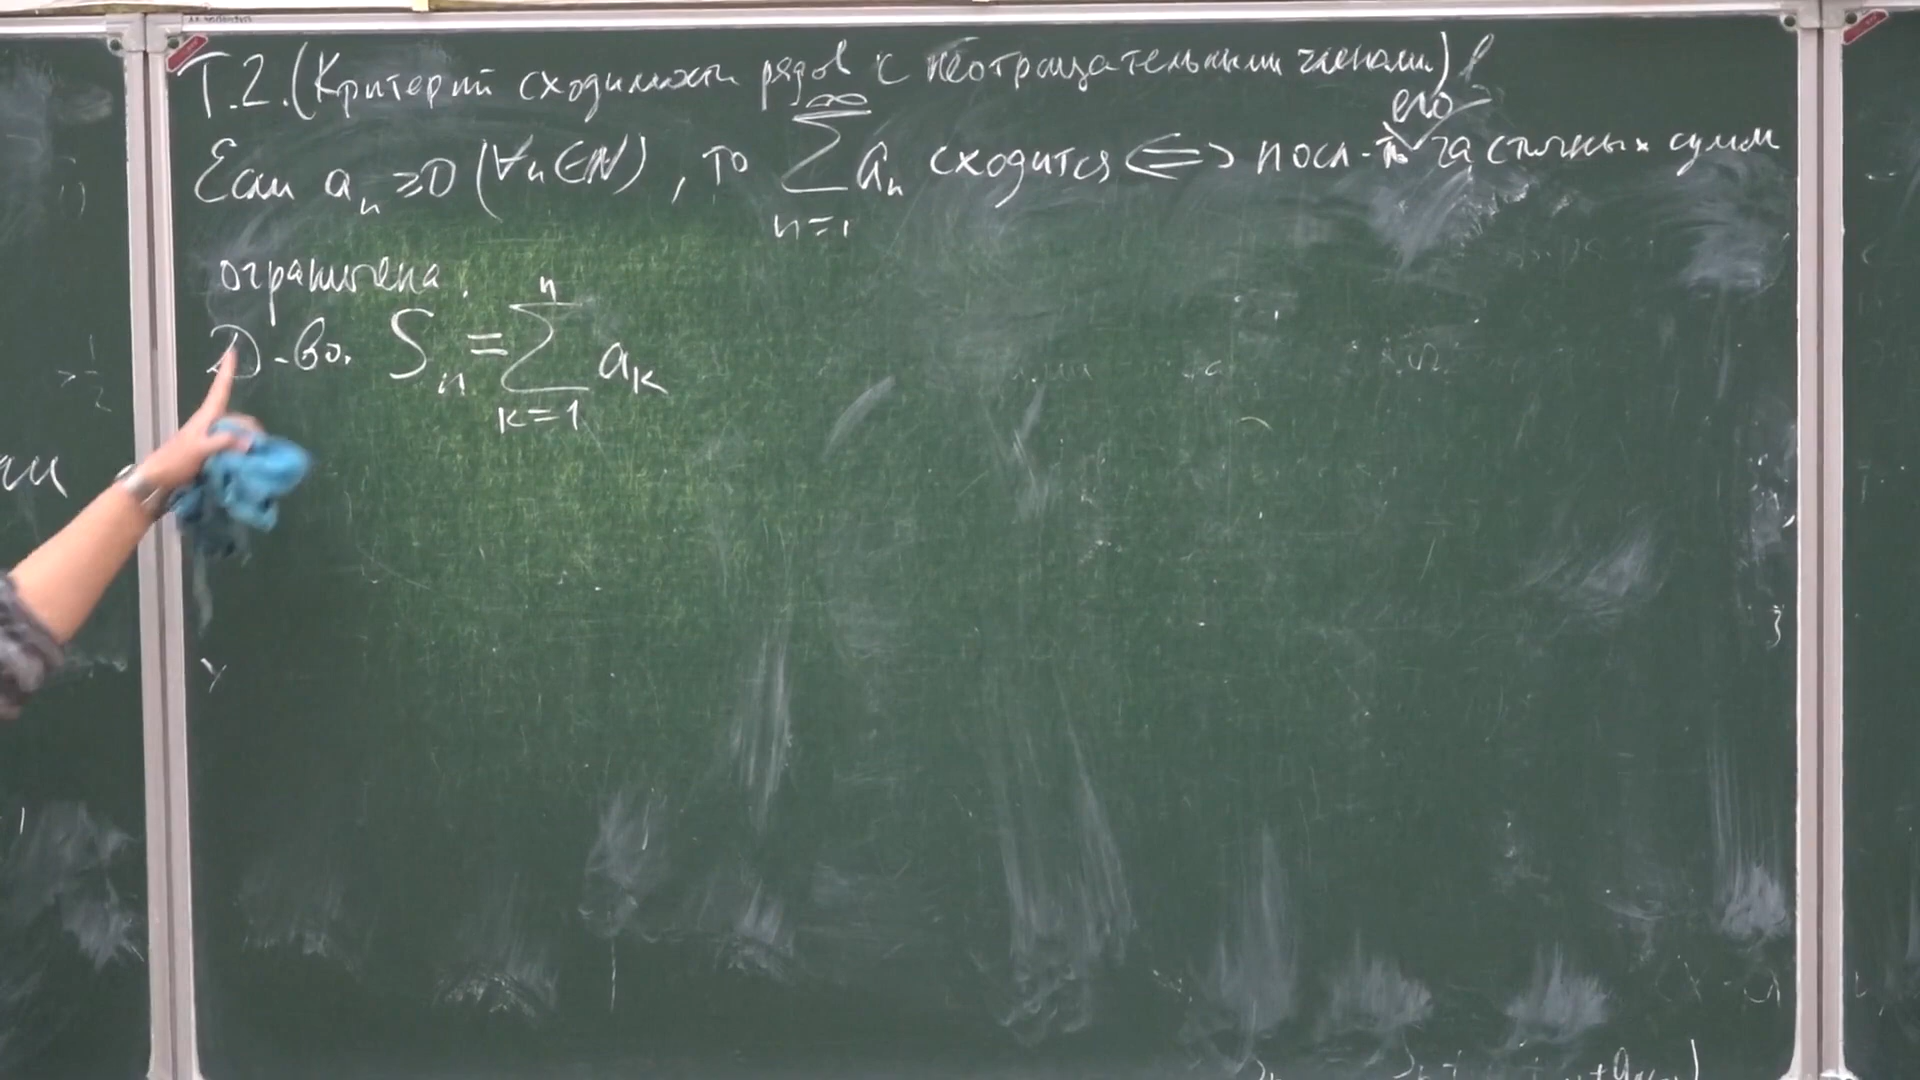 Т.2. (Критерий сходимости рядов с неотрицательными членами)
Если aₙ ≥ 0 (∀n∈N), то ∑_{n=1}^{∞} aₙ сходится ⟺ посл-ть его частичных сумм
ограничена.
Д-во. Sₙ = ∑_{k=1}^{n} aₖ